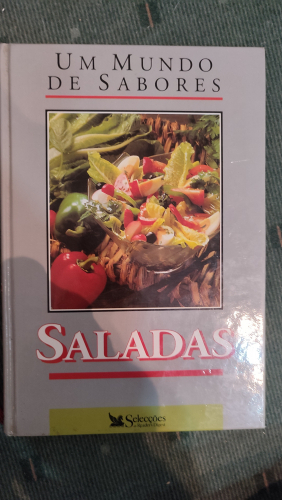 UM MUNDO
DE SABORES
SALADAS
Selecções